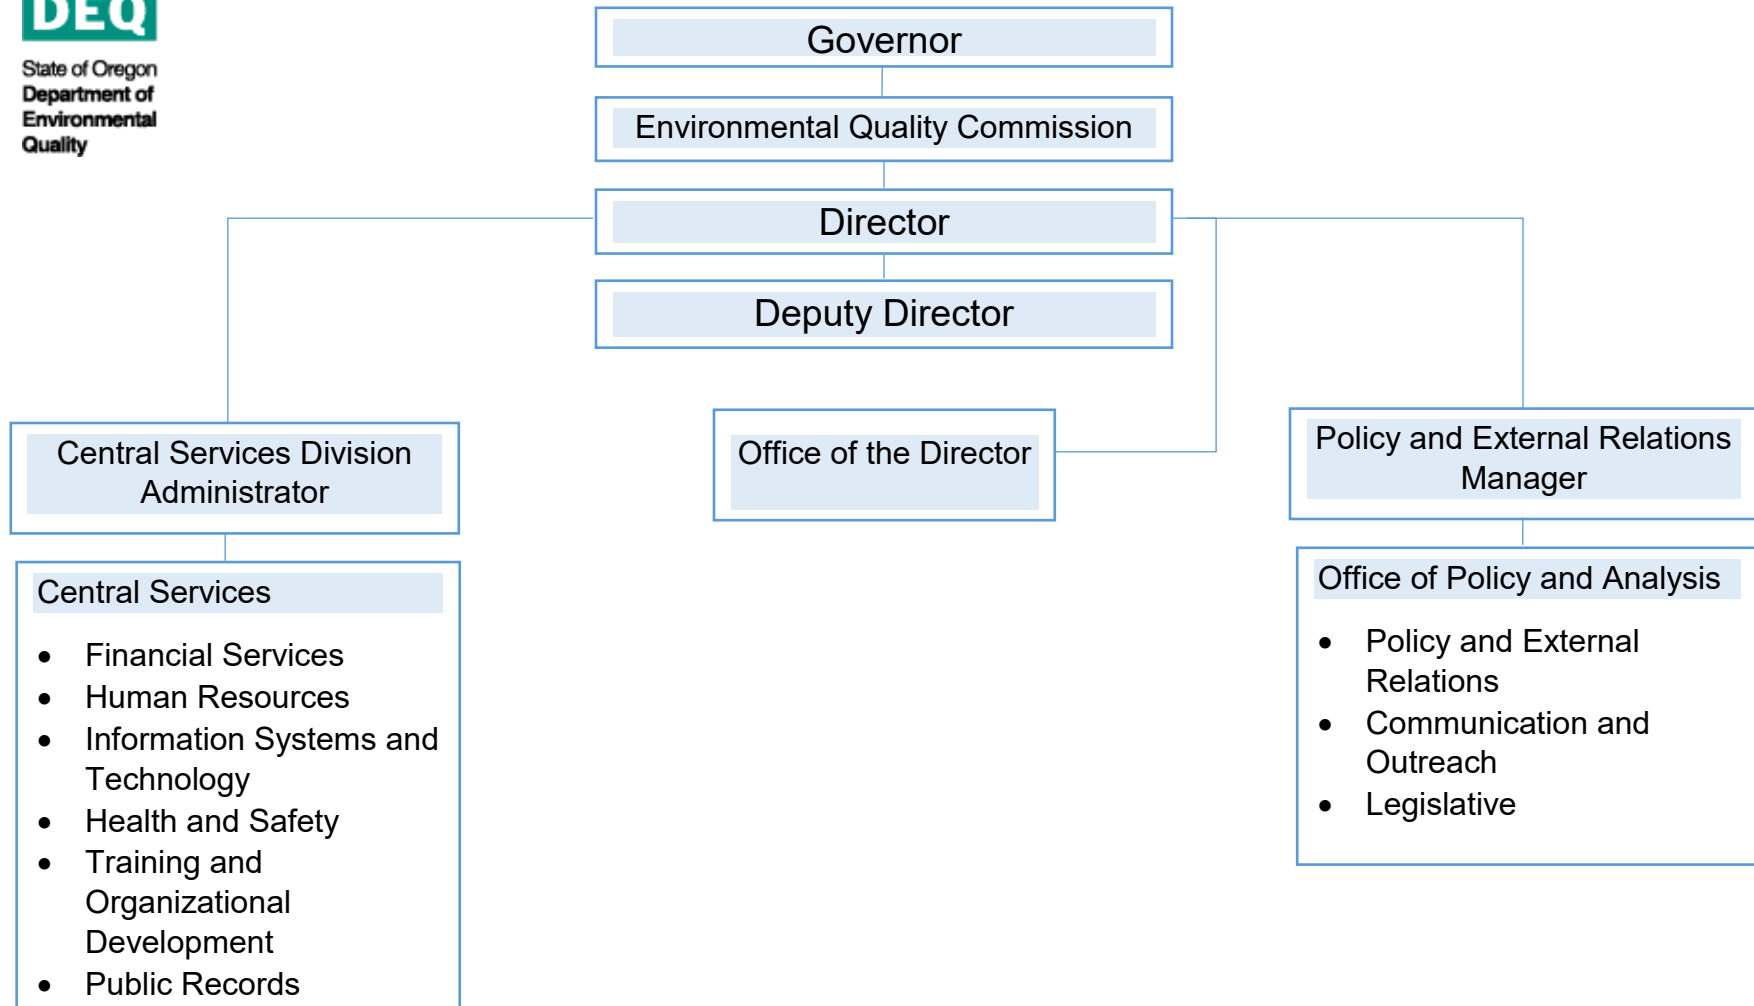 DEQ
State of Oregon
Department of
Environmental
Quality
Governor
Environmental Quality Commission
Director
Deputy Director
Central Services Division
Administrator
Office of the Director
Policy and External Relations
Manager
Central Services
• Financial Services
• Human Resources
• Information Systems and
Technology
• Health and Safety
• Training and
Organizational
Development
• Public Records
Office of Policy and Analysis
• Policy and External
Relations
• Communication and
Outreach
• Legislative